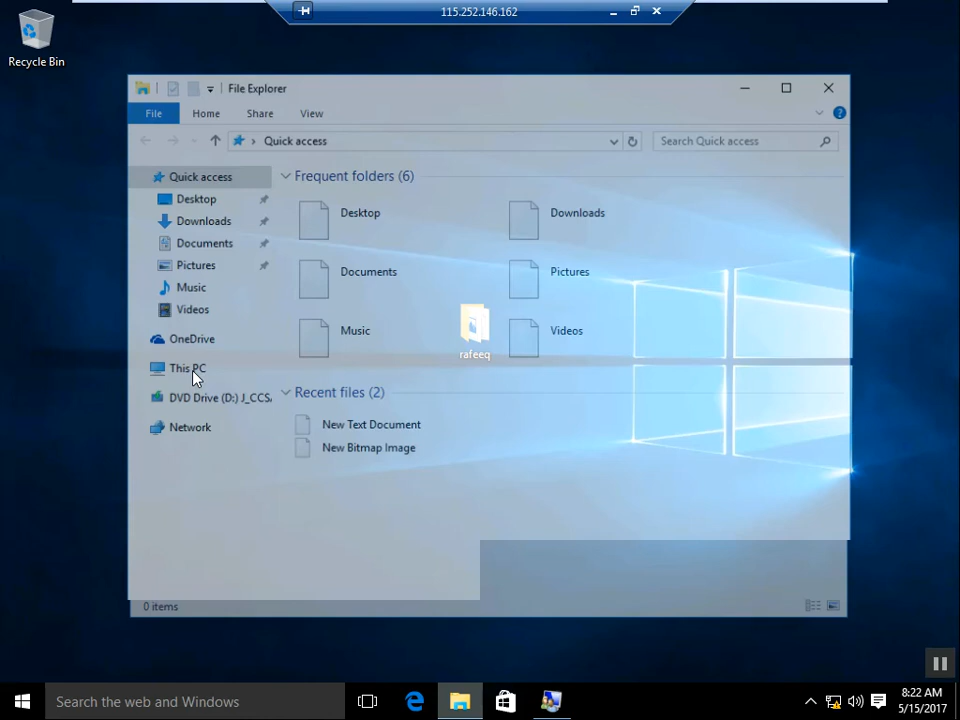 115.252.146.162
Recycle Bin
File Explorer
File
Home
Share
View
Quick access
Search Quick access
Quick access
Desktop
Downloads
Documents
Pictures
Music
Videos
OneDrive
This PC
DVD Drive (D:) J_CCS
Network
Frequent folders (6)
Desktop
Downloads
Documents
Pictures
Music
Videos
rafeeq
Recent files (2)
New Text Document
New Bitmap Image
0 items
Search the web and Windows
8:22 AM
5/15/2017